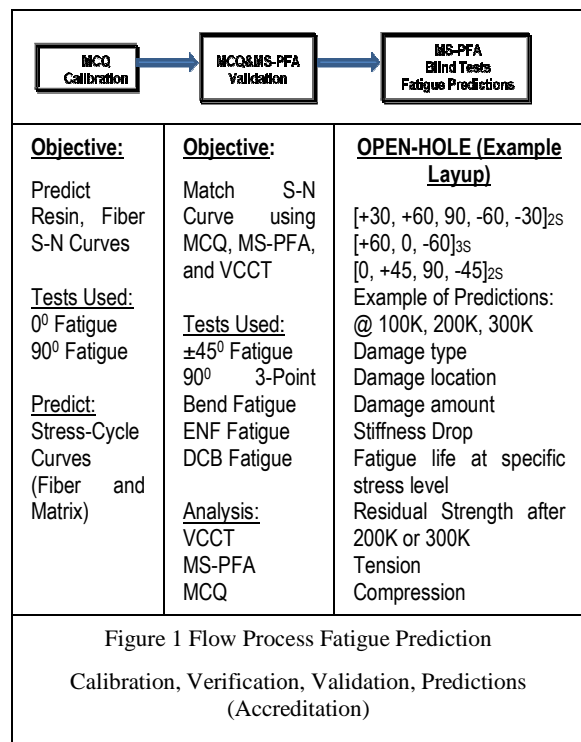 MCQ
Calibration
MCQ&MS-PFA
Validation
MS-PFA
Blind Tests
Fatigue Predictions
Objective:
Predict
Resin, Fiber
S-N Curves
Tests Used:
0⁰ Fatigue
90⁰ Fatigue
Predict:
Stress-Cycle
Curves
(Fiber and
Matrix)
Objective:
Match S-N
Curve using
MCQ, MS-PFA,
and VCCT
Tests Used:
±45⁰ Fatigue
90⁰ 3-Point
Bend Fatigue
ENF Fatigue
DCB Fatigue
Analysis:
VCCT
MS-PFA
MCQ
OPEN-HOLE (Example
Layup)
[+30, +60, 90, -60, -30]2S
[+60, 0, -60]3S
[0, +45, 90, -45]2S
Example of Predictions:
@ 100K, 200K, 300K
Damage type
Damage location
Damage amount
Stiffness Drop
Fatigue life at specific
stress level
Residual Strength after
200K or 300K
Tension
Compression
Figure 1 Flow Process Fatigue Prediction
Calibration, Verification, Validation, Predictions
(Accreditation)